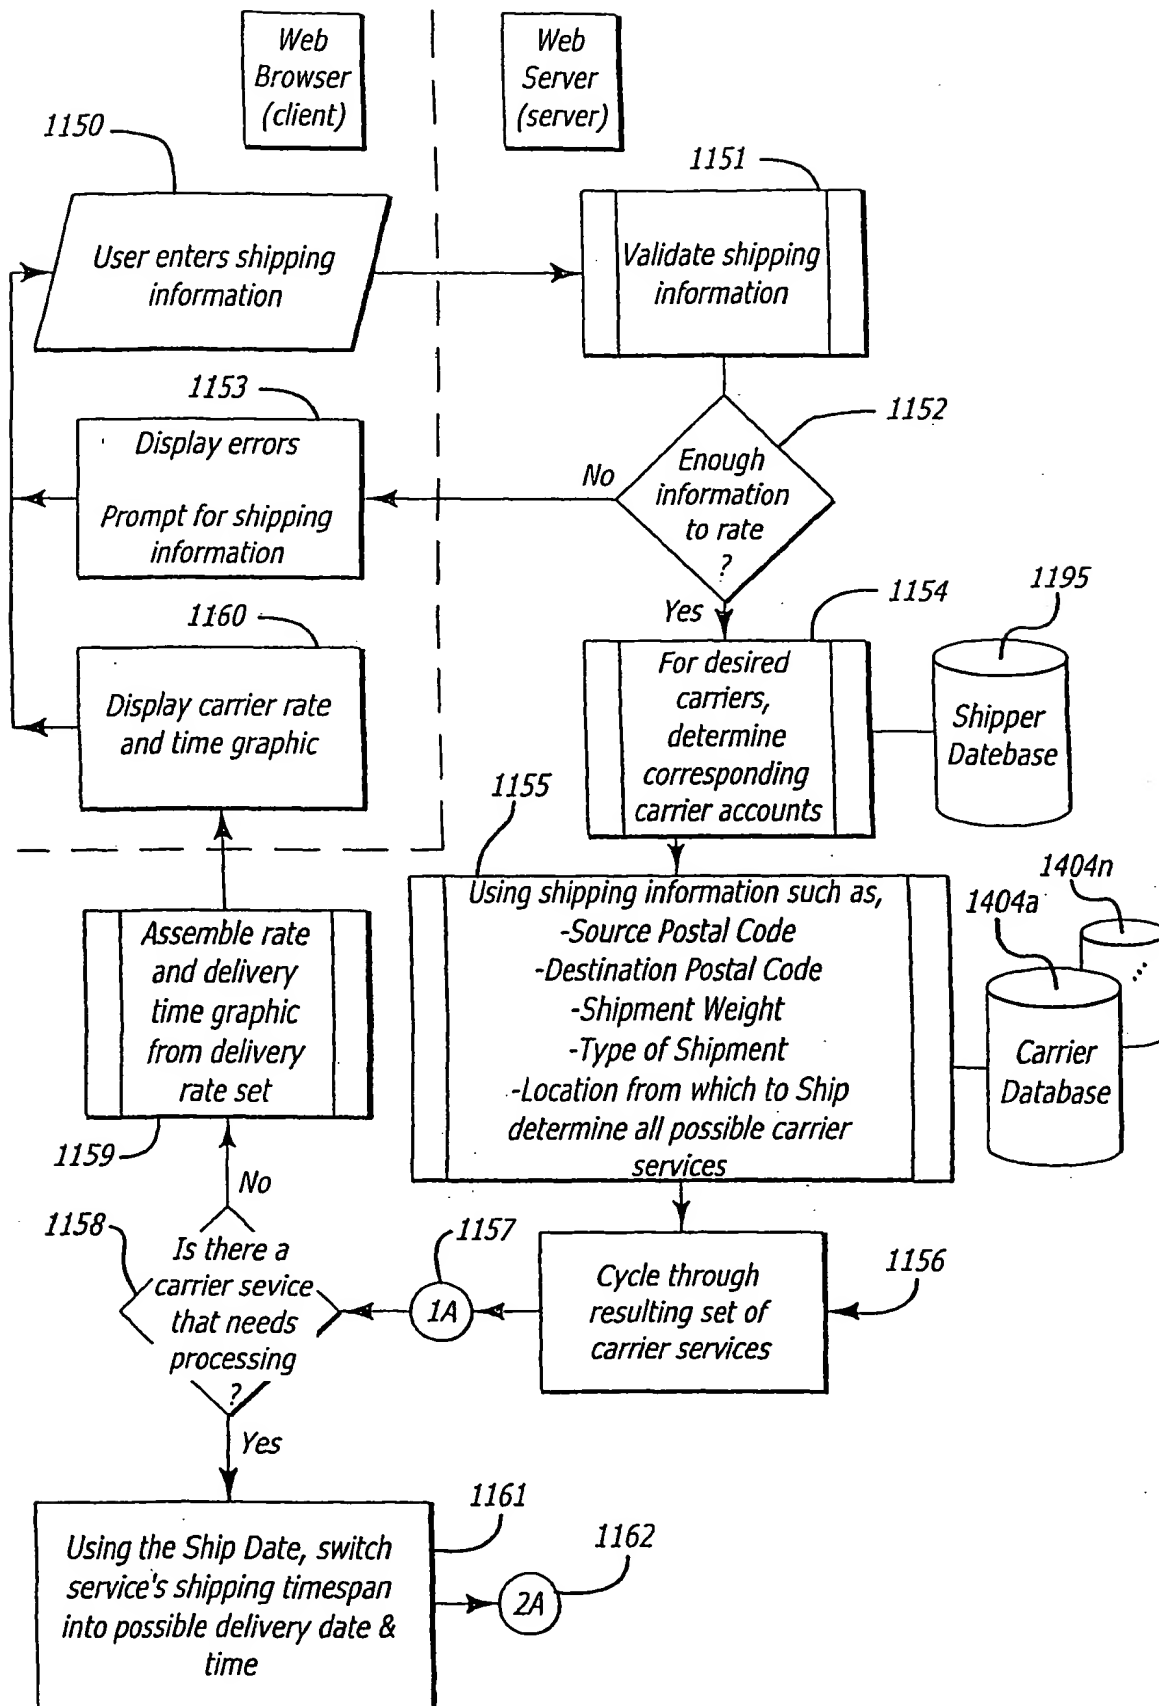 Web
Browser
(client)
Web
Server
(server)
1150
User enters shipping
information
1151
Validate shipping
information
1153
Display errors
Prompt for shipping
information
1152
Enough
information
to rate
?
No
Yes
1160
Display carrier rate
and time graphic
1154
For desired
carriers,
determine
corresponding
carrier accounts
1195
Shipper
Datebase
1155
Using shipping information such as,
-Source Postal Code
-Destination Postal Code
-Shipment Weight
-Type of Shipment
-Location from which to Ship
determine all possible carrier
services
1404n
1404a
...
Carrier
Database
Assemble rate
and delivery
time graphic
from delivery
rate set
1159
No
1158
Is there a
carrier sevice
that needs
processing
?
Yes
1157
1A
Cycle through
resulting set of
carrier services
1156
1161
Using the Ship Date, switch
service's shipping timespan
into possible delivery date &
time
1162
2A